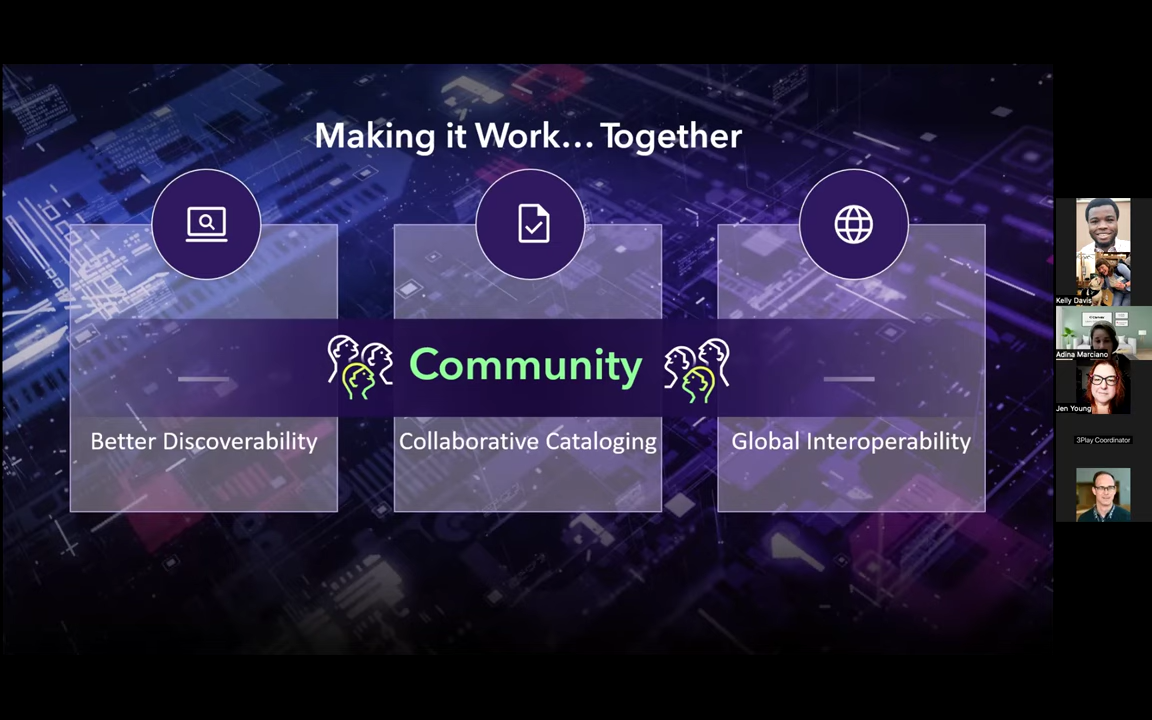 Making it Work... Together
Community
Better Discoverability
Collaborative Cataloging
Global Interoperability
Kelly Davis
Adina Marciano
Jen Young
3Play Coordinator